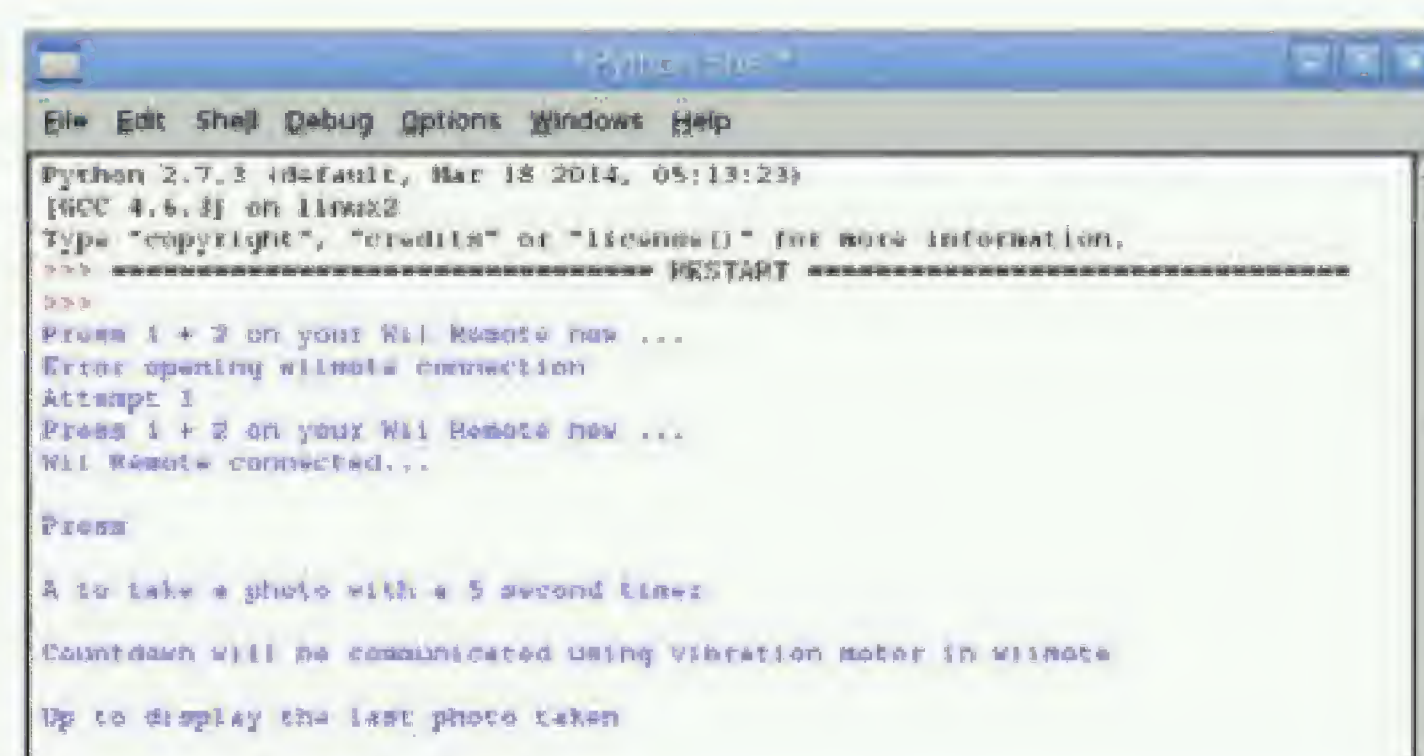 *Python Shell*
File Edit Shell Debug Options Windows Help
Python 2.7.3 (default, Mar 18 2014, 05:13:23)
[GCC 4.6.3] on linux2
Type "copyright", "credits" or "license()" for more information.
>>> ================================ RESTART ================================
>>>
Press 1 + 2 on your Wii Remote now ...
Error opening wiimote connection
Attempt 1
Press 1 + 2 on your Wii Remote now ...
Wii Remote connected...
Press
A to take a photo with a 5 second timer
Countdown will be communicated using vibration motor in wiimote
Up to display the last photo taken